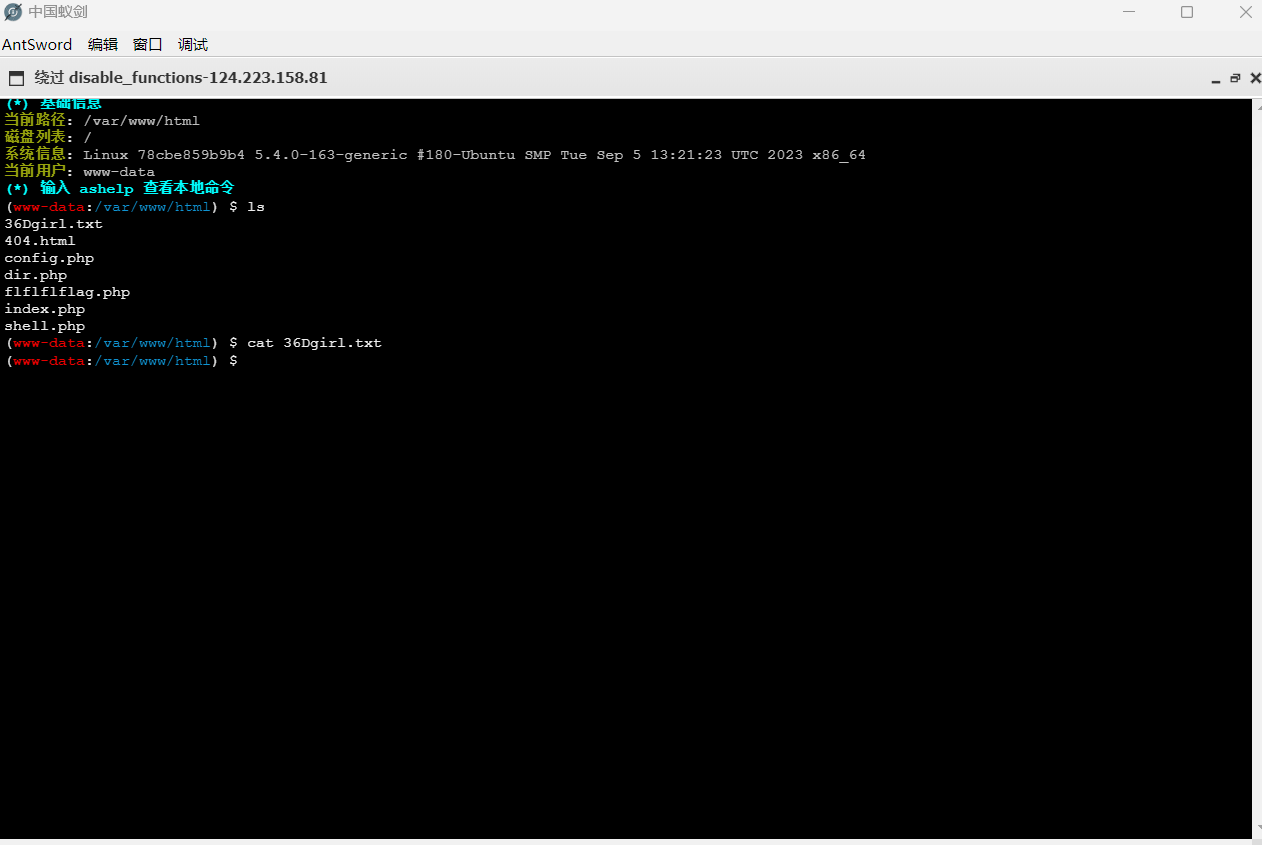 中国蚁剑
AntSword 编辑 窗口 调试
绕过 disable_functions-124.223.158.81
(*) 基础信息
当前路径: /var/www/html
磁盘列表: /
系统信息: Linux 78cbe859b9b4 5.4.0-163-generic #180-Ubuntu SMP Tue Sep 5 13:21:23 UTC 2023 x86_64
当前用户: www-data
(*) 输入 ashelp 查看本地命令
(www-data:/var/www/html) $ ls
36Dgirl.txt
404.html
config.php
dir.php
flflflflag.php
index.php
shell.php
(www-data:/var/www/html) $ cat 36Dgirl.txt
(www-data:/var/www/html) $